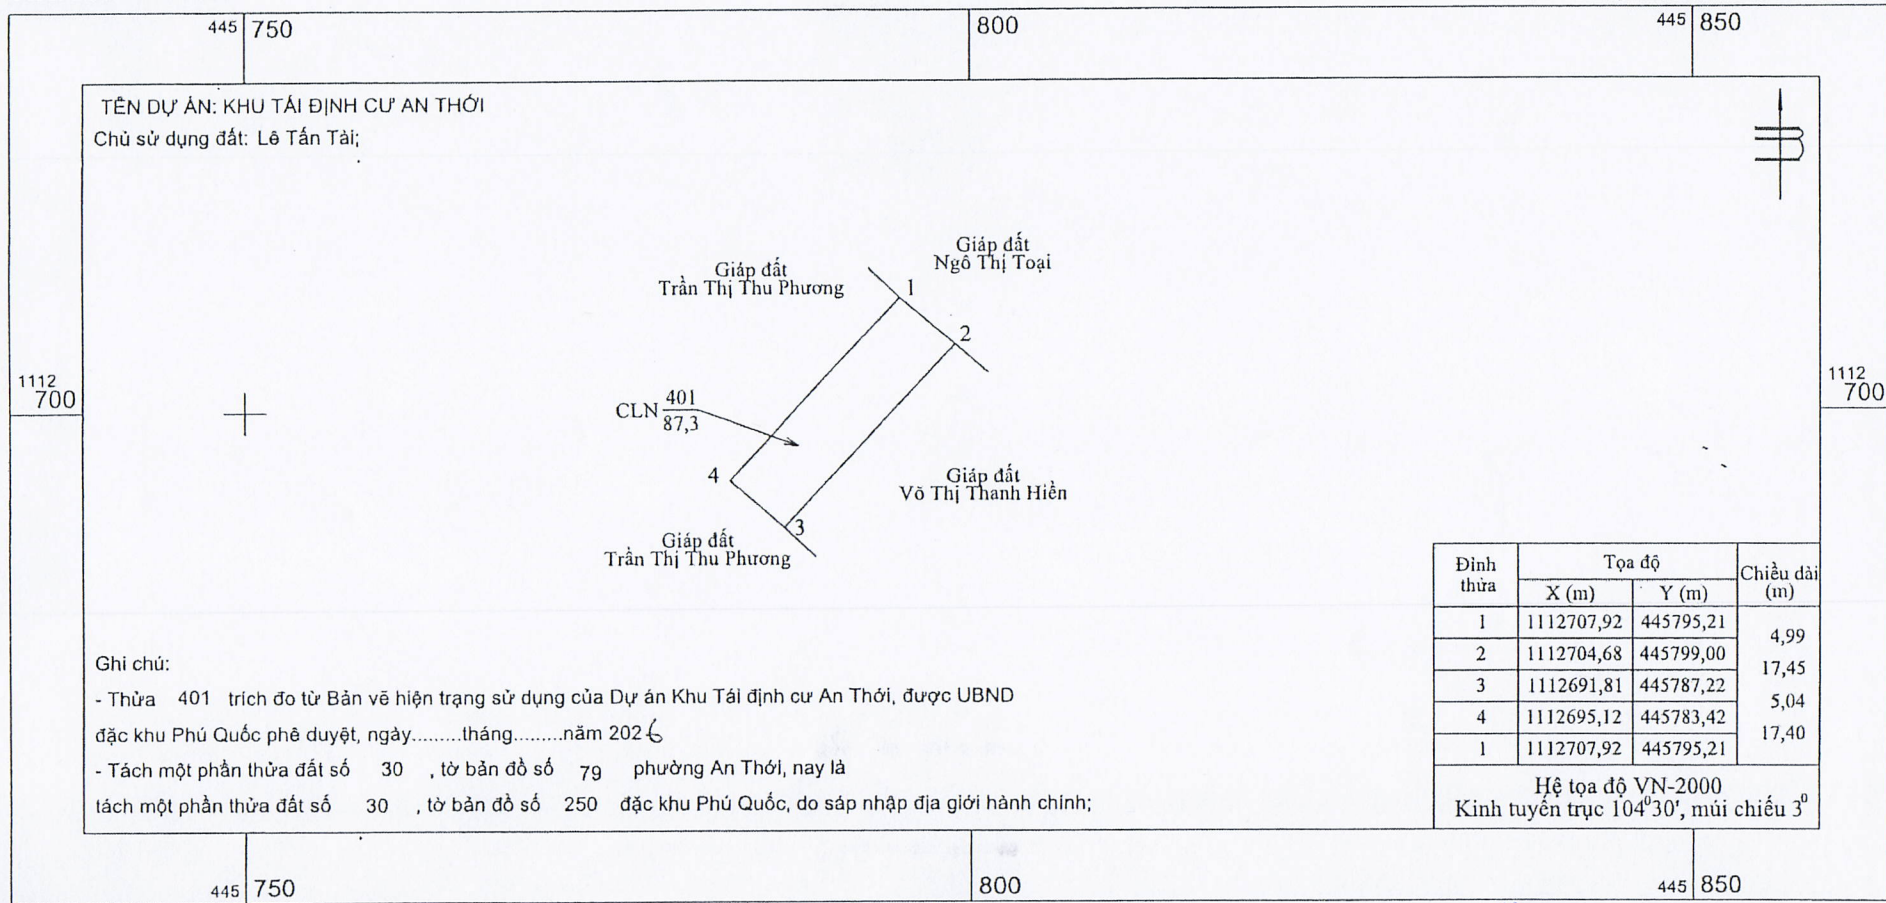 445 750
800
445 850
TÊN DỰ ÁN: KHU TÁI ĐỊNH CƯ AN THỚI
Chủ sử dụng đất: Lê Tấn Tài;
B
Giáp đất
Ngô Thị Toại
Giáp đất
Trần Thị Thu Phương
1
2
1112
700
1112
700
CLN 401
87,3
4
Giáp đất
Võ Thị Thanh Hiền
3
Giáp đất
Trần Thị Thu Phương
Đỉnh thửa Tọa độ Chiều dài (m)
X (m) Y (m)
1 1112707,92 445795,21
4,99
2 1112704,68 445799,00
17,45
3 1112691,81 445787,22
5,04
4 1112695,12 445783,42
17,40
1 1112707,92 445795,21
Hệ tọa độ VN-2000
Kinh tuyến trục 104⁰30', múi chiếu 3⁰
Ghi chú:
- Thửa 401 trích đo từ Bản vẽ hiện trạng sử dụng của Dự án Khu Tái định cư An Thới, được UBND
đặc khu Phú Quốc phê duyệt, ngày.........tháng.........năm 2026
- Tách một phần thửa đất số 30 , tờ bản đồ số 79 phường An Thới, nay là
tách một phần thửa đất số 30 , tờ bản đồ số 250 đặc khu Phú Quốc, do sáp nhập địa giới hành chính;
445 750
800
445 850